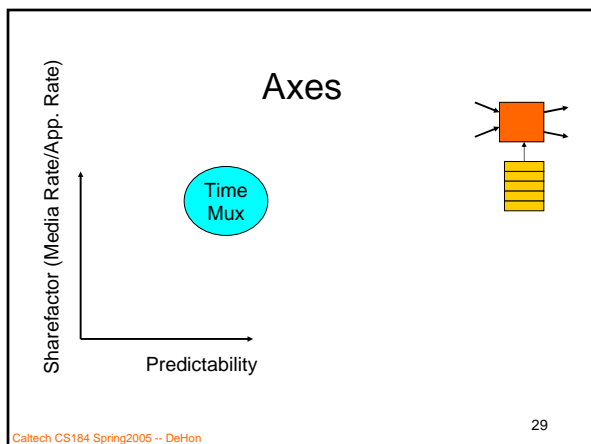 Axes
Sharefactor (Media Rate/App. Rate)
Time
Mux
Predictability
29
Caltech CS184 Spring2005 -- DeHon